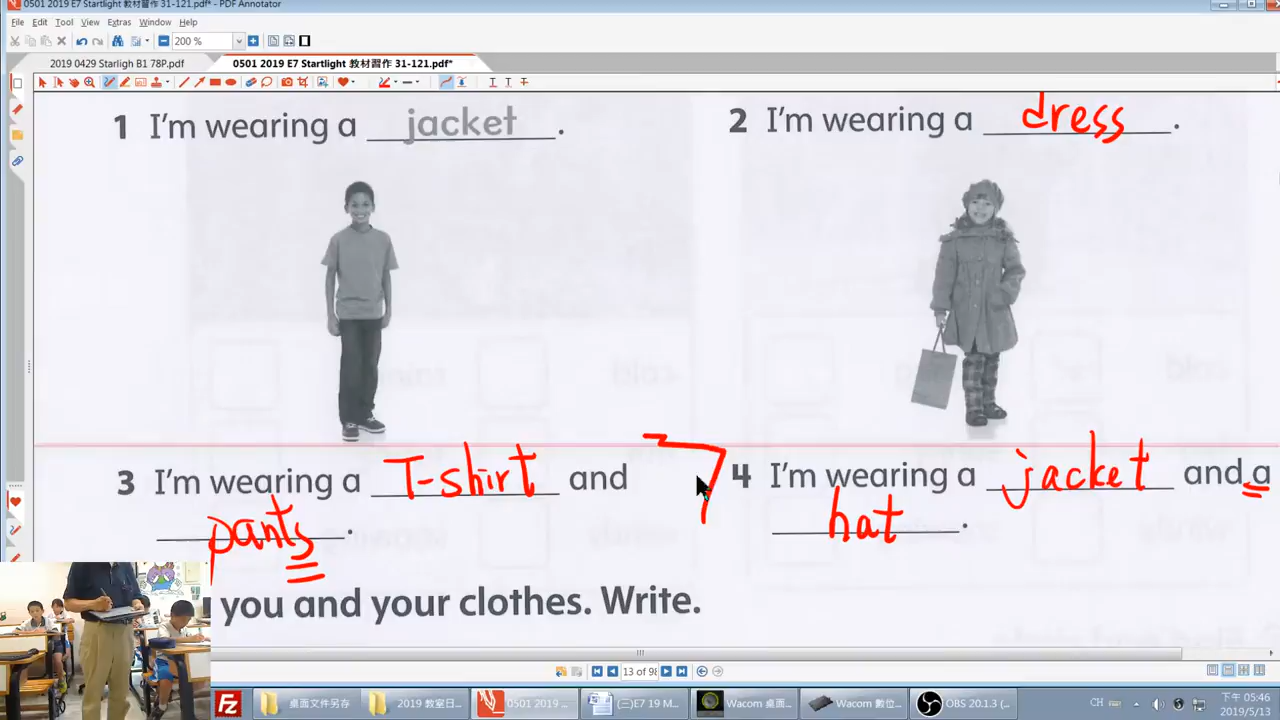 0501 2019 E7 Startlight 教材習作 31-121.pdf* - PDF Annotator
File Edit Tool View Extras Window Help
200 %
2019 0429 Starligh B1 78P.pdf
0501 2019 E7 Startlight 教材習作 31-121.pdf*
1 I'm wearing a jacket.
2 I'm wearing a dress.
3 I'm wearing a T-shirt and
pants.
4 I'm wearing a jacket and a
hat.
you and your clothes. Write.
13 of 98
桌面文件另存
2019 教室日...
0501 2019 ...
(三)E7 19 M...
Wacom 桌面...
Wacom 數位...
OBS 20.1.3 (...
CH
下午 05:46
2019/5/13